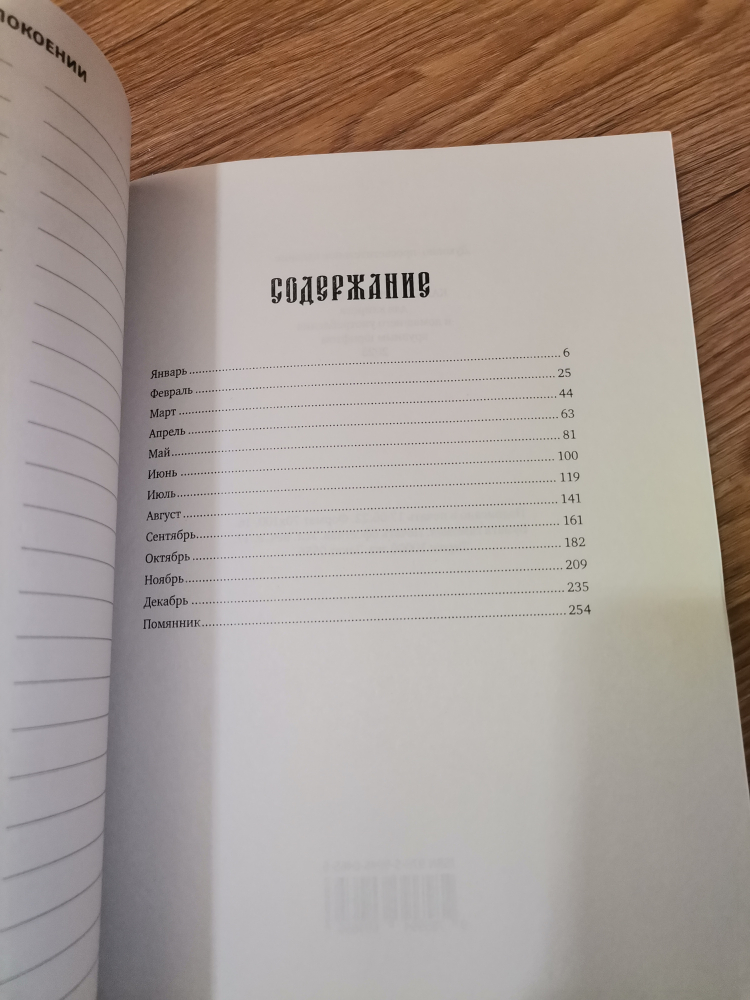 ПОКОЕНИИ
СОДЕРЖАНИЕ
Январь 6
Февраль 25
Март 44
Апрель 63
Май 81
Июнь 100
Июль 119
Август 141
Сентябрь 161
Октябрь 182
Ноябрь 209
Декабрь 235
Помянник 254